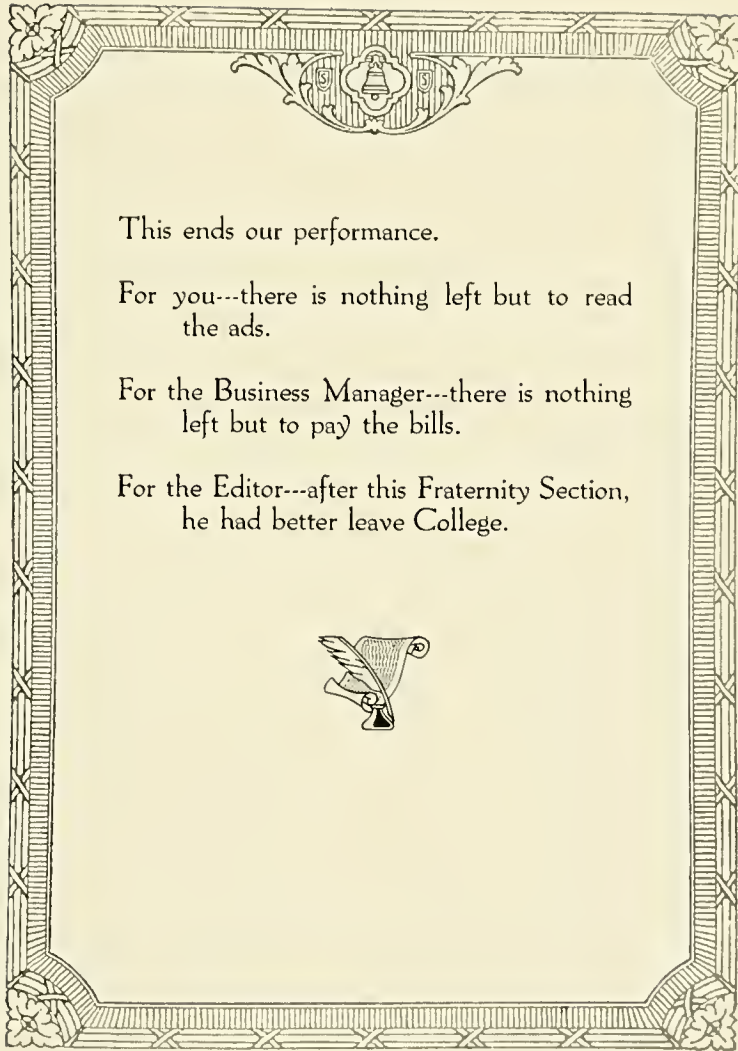 S S
This ends our performance.
For you---there is nothing left but to read
the ads.
For the Business Manager---there is nothing
left but to pay the bills.
For the Editor---after this Fraternity Section,
he had better leave College.